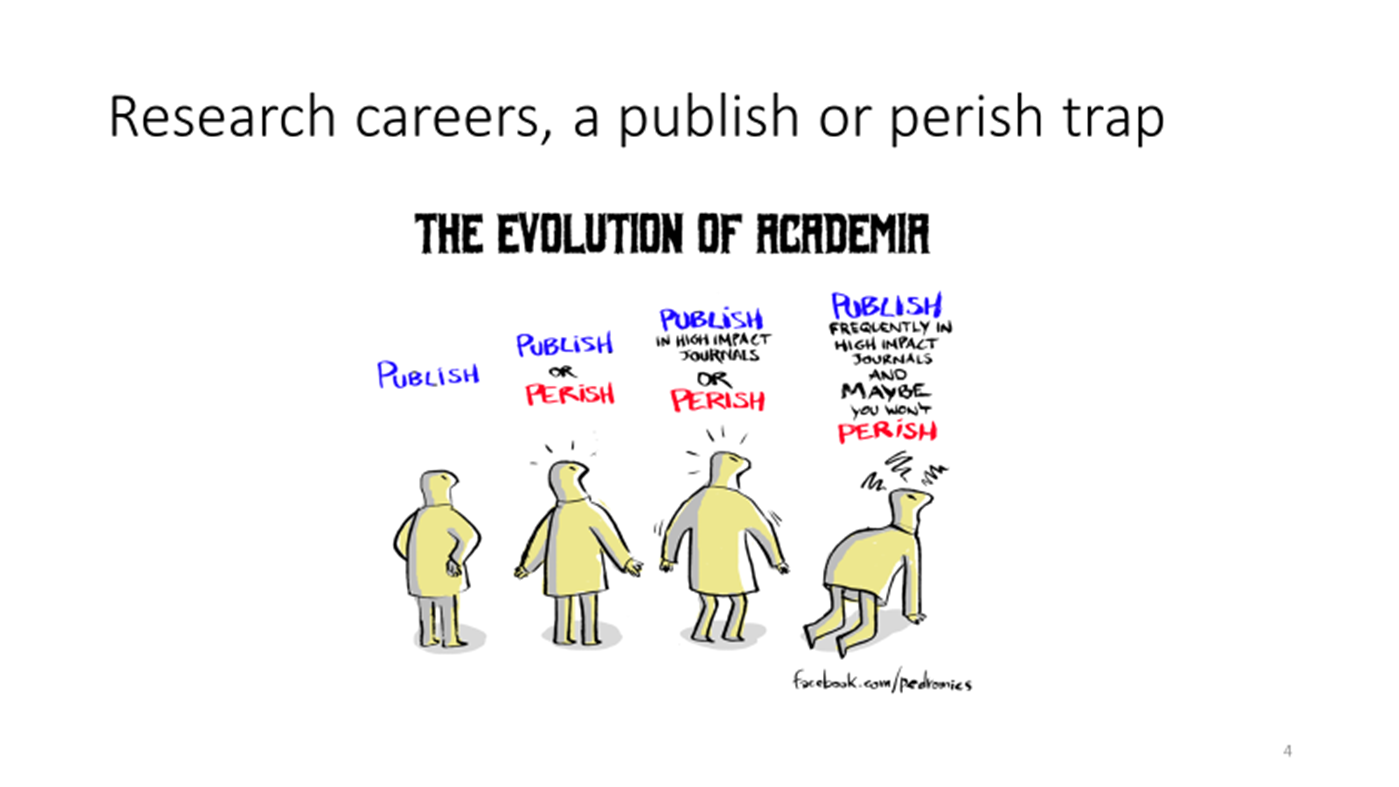 Research careers, a publish or perish trap
THE EVOLUTION OF ACADEMIA
PUBLISH
PUBLISH
OR
PERISH
PUBLISH
IN HIGH IMPACT
JOURNALS
OR
PERISH
PUBLISH
FREQUENTLY IN
HIGH IMPACT
JOURNALS
AND
MAYBE
YOU WON'T
PERISH
facebook.com/pedromics
4